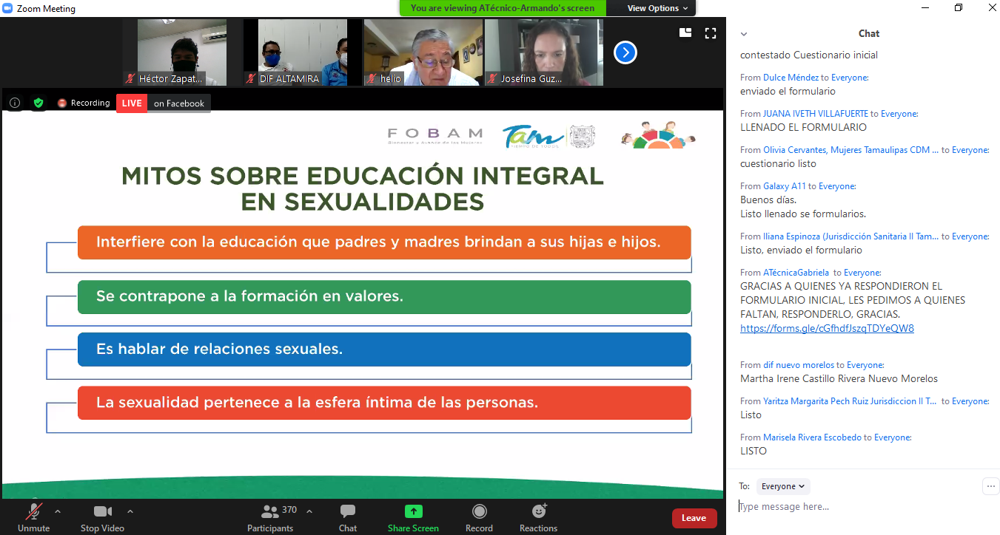 Zoom Meeting
You are viewing ATécnico-Armando's screen
View Options
Héctor Zapat...
DIF ALTAMIRA
helio
Josefina Guz...
Recording
LIVE
on Facebook
FOBAM
Bienestar y Avance de las Mujeres
Tam
TIEMPO DE TODOS
MITOS SOBRE EDUCACIÓN INTEGRAL
EN SEXUALIDADES
Interfiere con la educación que padres y madres brindan a sus hijas e hijos.
Se contrapone a la formación en valores.
Es hablar de relaciones sexuales.
La sexualidad pertenece a la esfera íntima de las personas.
Unmute
Stop Video
370
Participants
Chat
Share Screen
Record
Reactions
Leave
Chat
contestado Cuestionario inicial
From Dulce Méndez to Everyone:
enviado el formulario
From JUANA IVETH VILLAFUERTE to Everyone:
LLENADO EL FORMULARIO
From Olivia Cervantes, Mujeres Tamaulipas CDM ... to Everyone:
cuestionario listo
From Galaxy A11 to Everyone:
Buenos días.
Listo llenado se formularios.
From Iliana Espinoza (Jurisdicción Sanitaria II Tam... to Everyone:
Listo, enviado el formulario
From ATécnicaGabriela to Everyone:
GRACIAS A QUIENES YA RESPONDIERON EL
FORMULARIO INICIAL, LES PEDIMOS A QUIENES
FALTAN, RESPONDERLO, GRACIAS.
https://forms.gle/cGfhdfJszqTDYeQW8
From dif nuevo morelos to Everyone:
Martha Irene Castillo Rivera Nuevo Morelos
From Yaritza Margarita Pech Ruiz Jurisdiccion II T... to Everyone:
Listo
From Marisela Rivera Escobedo to Everyone:
LISTO
To: Everyone
Type message here...